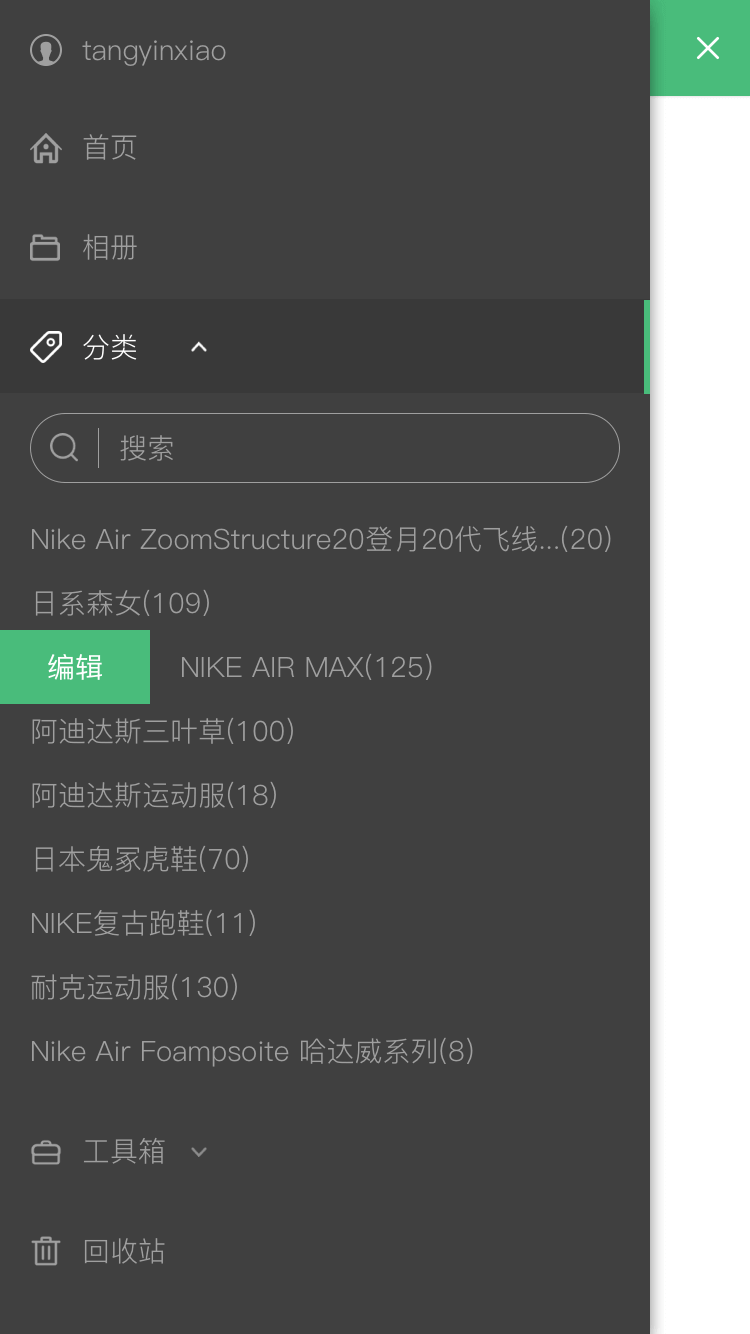 tangyinxiao
首页
相册
分类
搜索
Nike Air ZoomStructure20登月20代飞线...(20)
日系森女(109)
编辑 NIKE AIR MAX(125)
阿迪达斯三叶草(100)
阿迪达斯运动服(18)
日本鬼冢虎鞋(70)
NIKE复古跑鞋(11)
耐克运动服(130)
Nike Air Foampsoite 哈达威系列(8)
工具箱
回收站